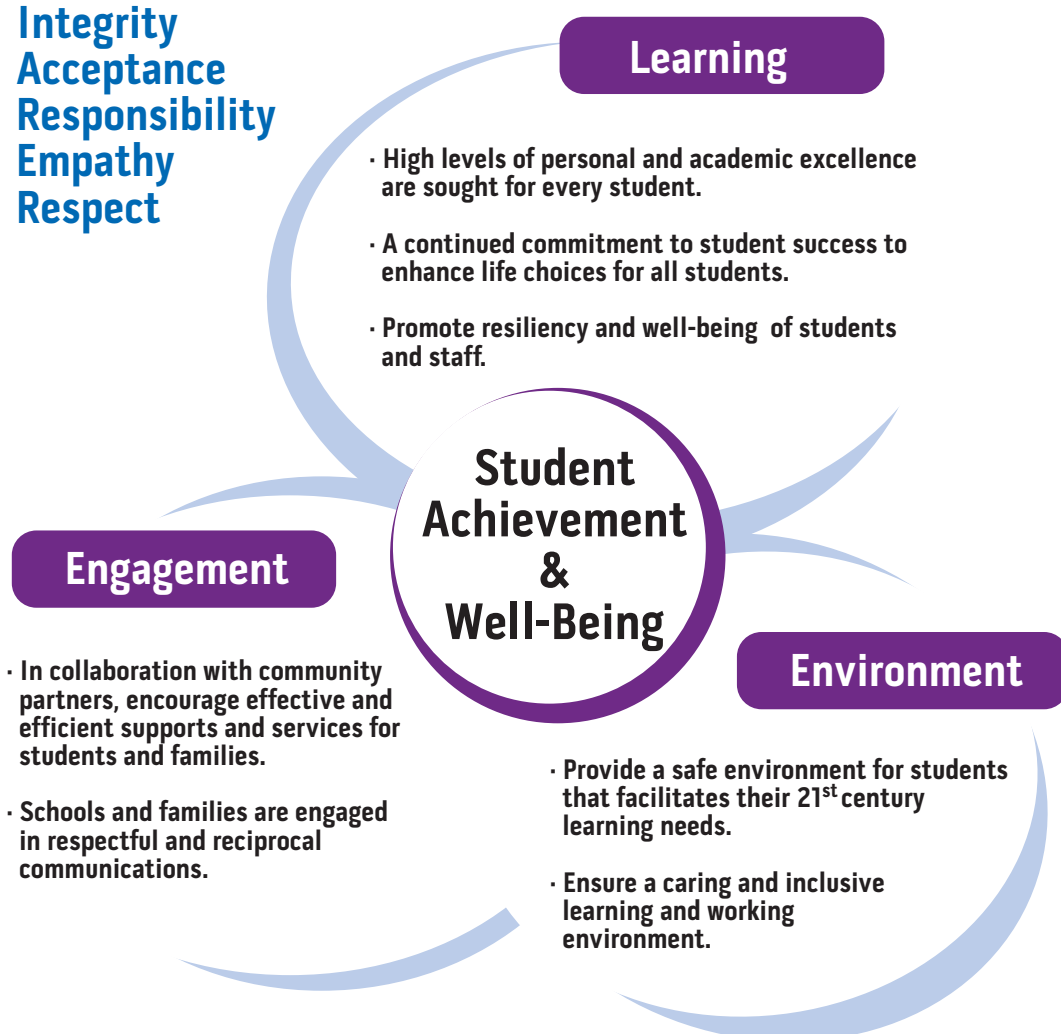 Integrity
Acceptance
Responsibility
Empathy
Respect
Learning
· High levels of personal and academic excellence
are sought for every student.
· A continued commitment to student success to
enhance life choices for all students.
· Promote resiliency and well-being  of students
and staff.
Student
Achievement
&
Well-Being
Engagement
· In collaboration with community
partners, encourage effective and
efficient supports and services for
students and families.
· Schools and families are engaged
in respectful and reciprocal
communications.
Environment
· Provide a safe environment for students
that facilitates their 21st century
learning needs.
· Ensure a caring and inclusive
learning and working
environment.